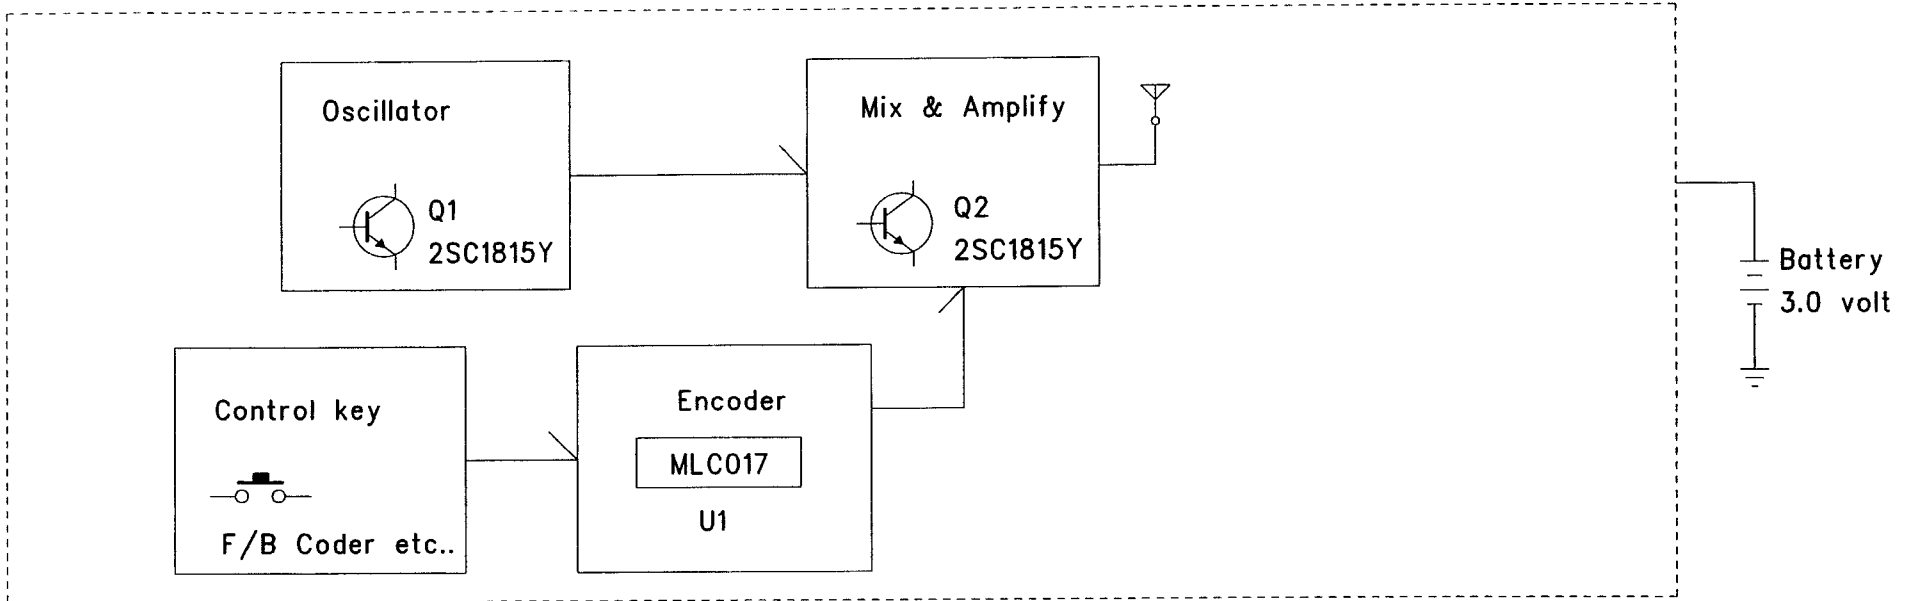 Oscillator
Q1
2SC1815Y
Mix & Amplify
Q2
2SC1815Y
Battery
3.0 volt
Control key
F/B Coder etc..
Encoder
MLC017
U1